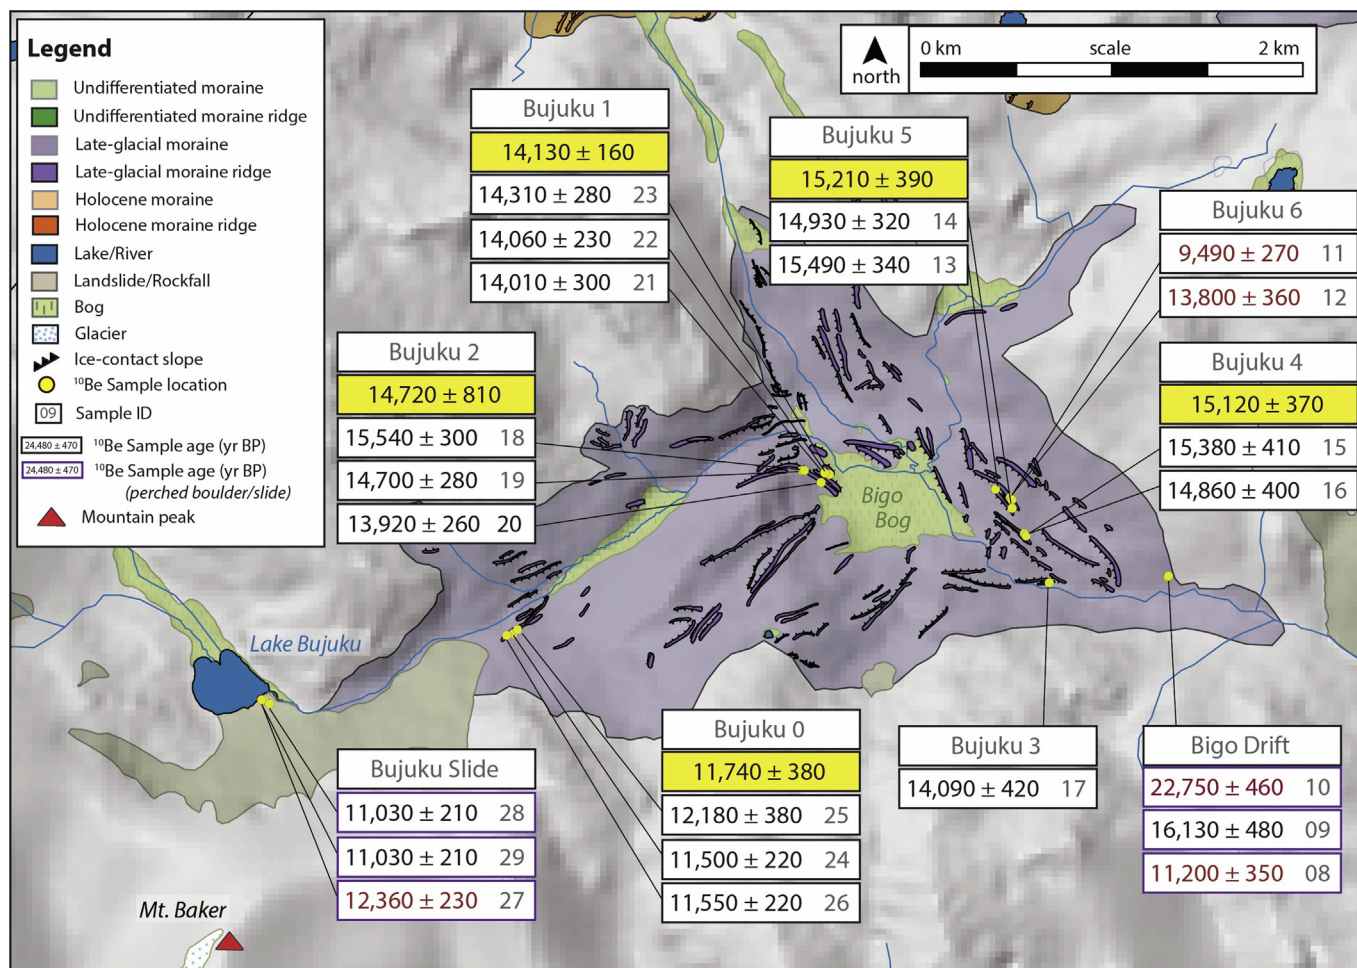 Legend
Undifferentiated moraine
Undifferentiated moraine ridge
Late-glacial moraine
Late-glacial moraine ridge
Holocene moraine
Holocene moraine ridge
Lake/River
Landslide/Rockfall
Bog
Glacier
Ice-contact slope
¹⁰Be Sample location
09 Sample ID
24,480 ± 470 ¹⁰Be Sample age (yr BP)
24,480 ± 470 ¹⁰Be Sample age (yr BP)
(perched boulder/slide)
Mountain peak
north
0 km scale 2 km
Bujuku 1
14,130 ± 160
14,310 ± 280 23
14,060 ± 230 22
14,010 ± 300 21
Bujuku 5
15,210 ± 390
14,930 ± 320 14
15,490 ± 340 13
Bujuku 6
9,490 ± 270 11
13,800 ± 360 12
Bujuku 2
14,720 ± 810
15,540 ± 300 18
14,700 ± 280 19
13,920 ± 260 20
Bujuku 4
15,120 ± 370
15,380 ± 410 15
14,860 ± 400 16
Bigo
Bog
Lake Bujuku
Bujuku Slide
11,030 ± 210 28
11,030 ± 210 29
12,360 ± 230 27
Bujuku 0
11,740 ± 380
12,180 ± 380 25
11,500 ± 220 24
11,550 ± 220 26
Bujuku 3
14,090 ± 420 17
Bigo Drift
22,750 ± 460 10
16,130 ± 480 09
11,200 ± 350 08
Mt. Baker